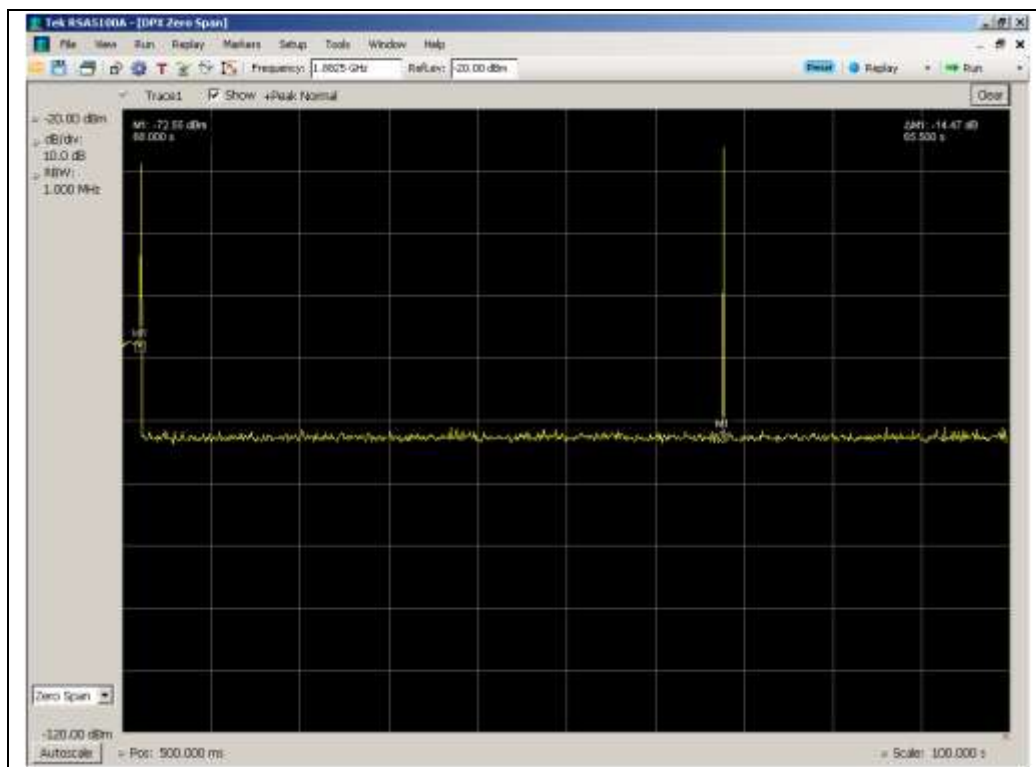 Tek RSA5100A - [DPX Zero Span]
File View Run Replay Markers Setup Tools Window Help
Frequency: 1.8825 GHz RefLev: -20.00 dBm Preset Replay Run
Trace1 Show +Peak Normal Clear
-20.00 dBm
dB/div:
10.0 dB
RBW:
1.000 MHz
M1: -72.55 dBm
ΔM1: -14.47 dB
65.500 s
M1
Zero Span
-120.00 dBm
Autoscale Pos: 500.000 ms Scale: 100.000 s